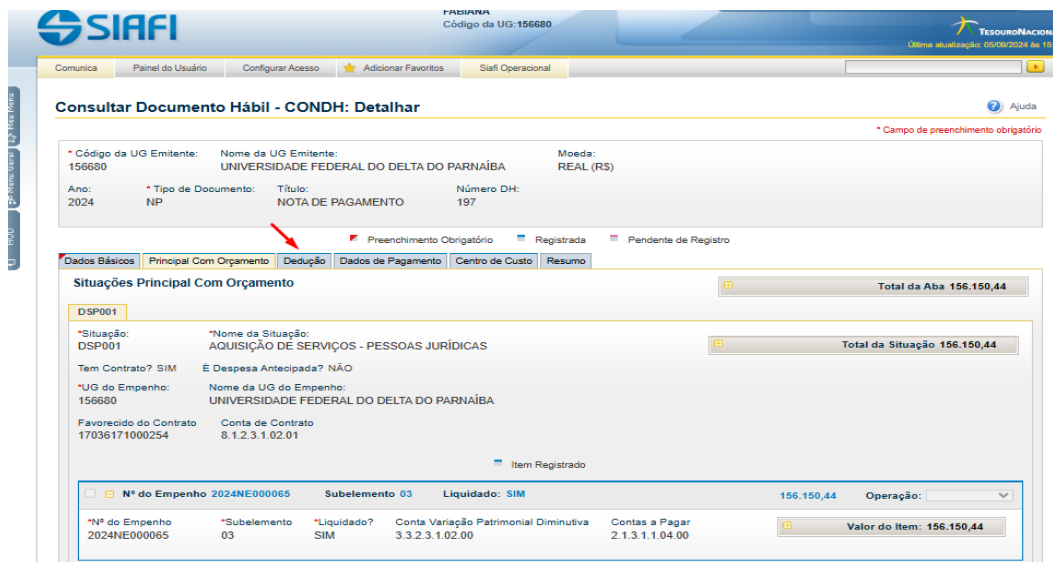 SIAFI
FABIANA
Código da UG:156680
TESOURONACION
Última atualização: 05/09/2024 às 15
Comunica Painel do Usuário Configurar Acesso Adicionar Favoritos Siafi Operacional
Meu Menu
Menu Geral
HOD
Consultar Documento Hábil - CONDH: Detalhar
Ajuda
* Campo de preenchimento obrigatório
* Código da UG Emitente: Nome da UG Emitente: Moeda:
156680 UNIVERSIDADE FEDERAL DO DELTA DO PARNAÍBA REAL (R$)
Ano: * Tipo de Documento: Título: Número DH:
2024 NP NOTA DE PAGAMENTO 197
Preenchimento Obrigatório Registrada Pendente de Registro
Dados Básicos Principal Com Orçamento Dedução Dados de Pagamento Centro de Custo Resumo
Situações Principal Com Orçamento
Total da Aba 156.150,44
DSP001
*Situação: *Nome da Situação:
DSP001 AQUISIÇÃO DE SERVIÇOS - PESSOAS JURÍDICAS
Total da Situação 156.150,44
Tem Contrato? SIM É Despesa Antecipada? NÃO
*UG do Empenho: Nome da UG do Empenho:
156680 UNIVERSIDADE FEDERAL DO DELTA DO PARNAÍBA
Favorecido do Contrato Conta de Contrato
17036171000254 8.1.2.3.1.02.01
Item Registrado
Nº do Empenho 2024NE000065 Subelemento 03 Liquidado: SIM 156.150,44 Operação:
*Nº do Empenho *Subelemento *Liquidado? Conta Variação Patrimonial Diminutiva Contas a Pagar
2024NE000065 03 SIM 3.3.2.3.1.02.00 2.1.3.1.1.04.00
Valor do Item: 156.150,44